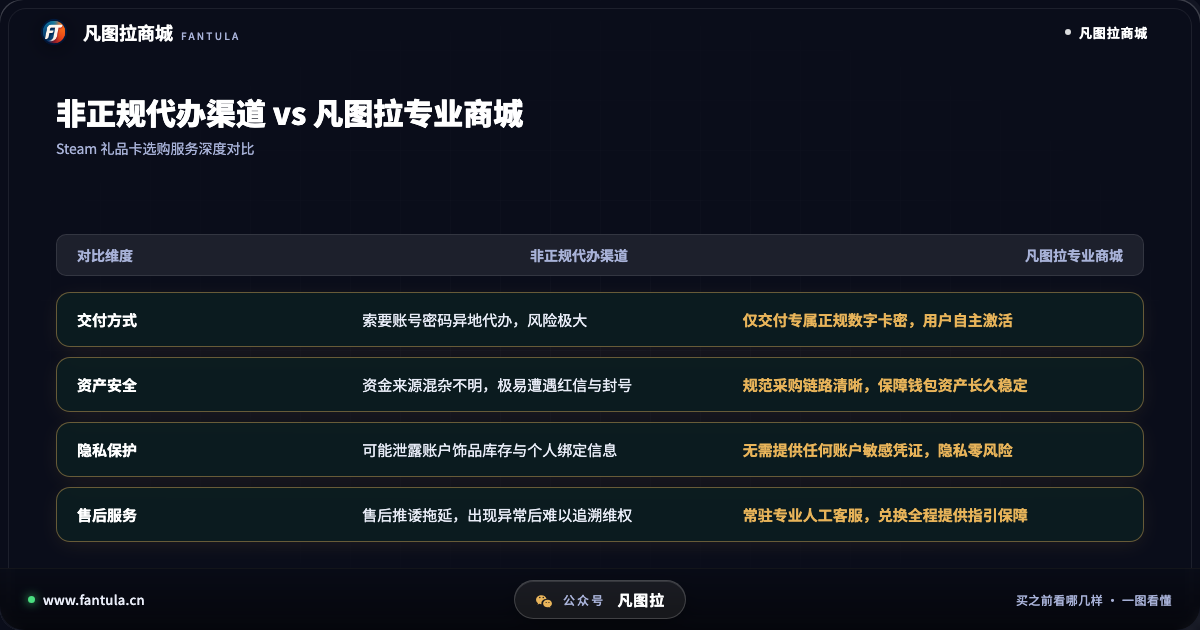 凡图拉商城 FANTULA
凡图拉商城
非正规代办渠道 vs 凡图拉专业商城
Steam 礼品卡选购服务深度对比
对比维度 非正规代办渠道 凡图拉专业商城
交付方式 索要账号密码异地代办，风险极大 仅交付专属正规数字卡密，用户自主激活
资产安全 资金来源混杂不明，极易遭遇红信与封号 规范采购链路清晰，保障钱包资产长久稳定
隐私保护 可能泄露账户饰品库存与个人绑定信息 无需提供任何账户敏感凭证，隐私零风险
售后服务 售后推诿拖延，出现异常后难以追溯维权 常驻专业人工客服，兑换全程提供指引保障
www.fantula.cn 公众号 凡图拉 买之前看哪几样 · 一图看懂